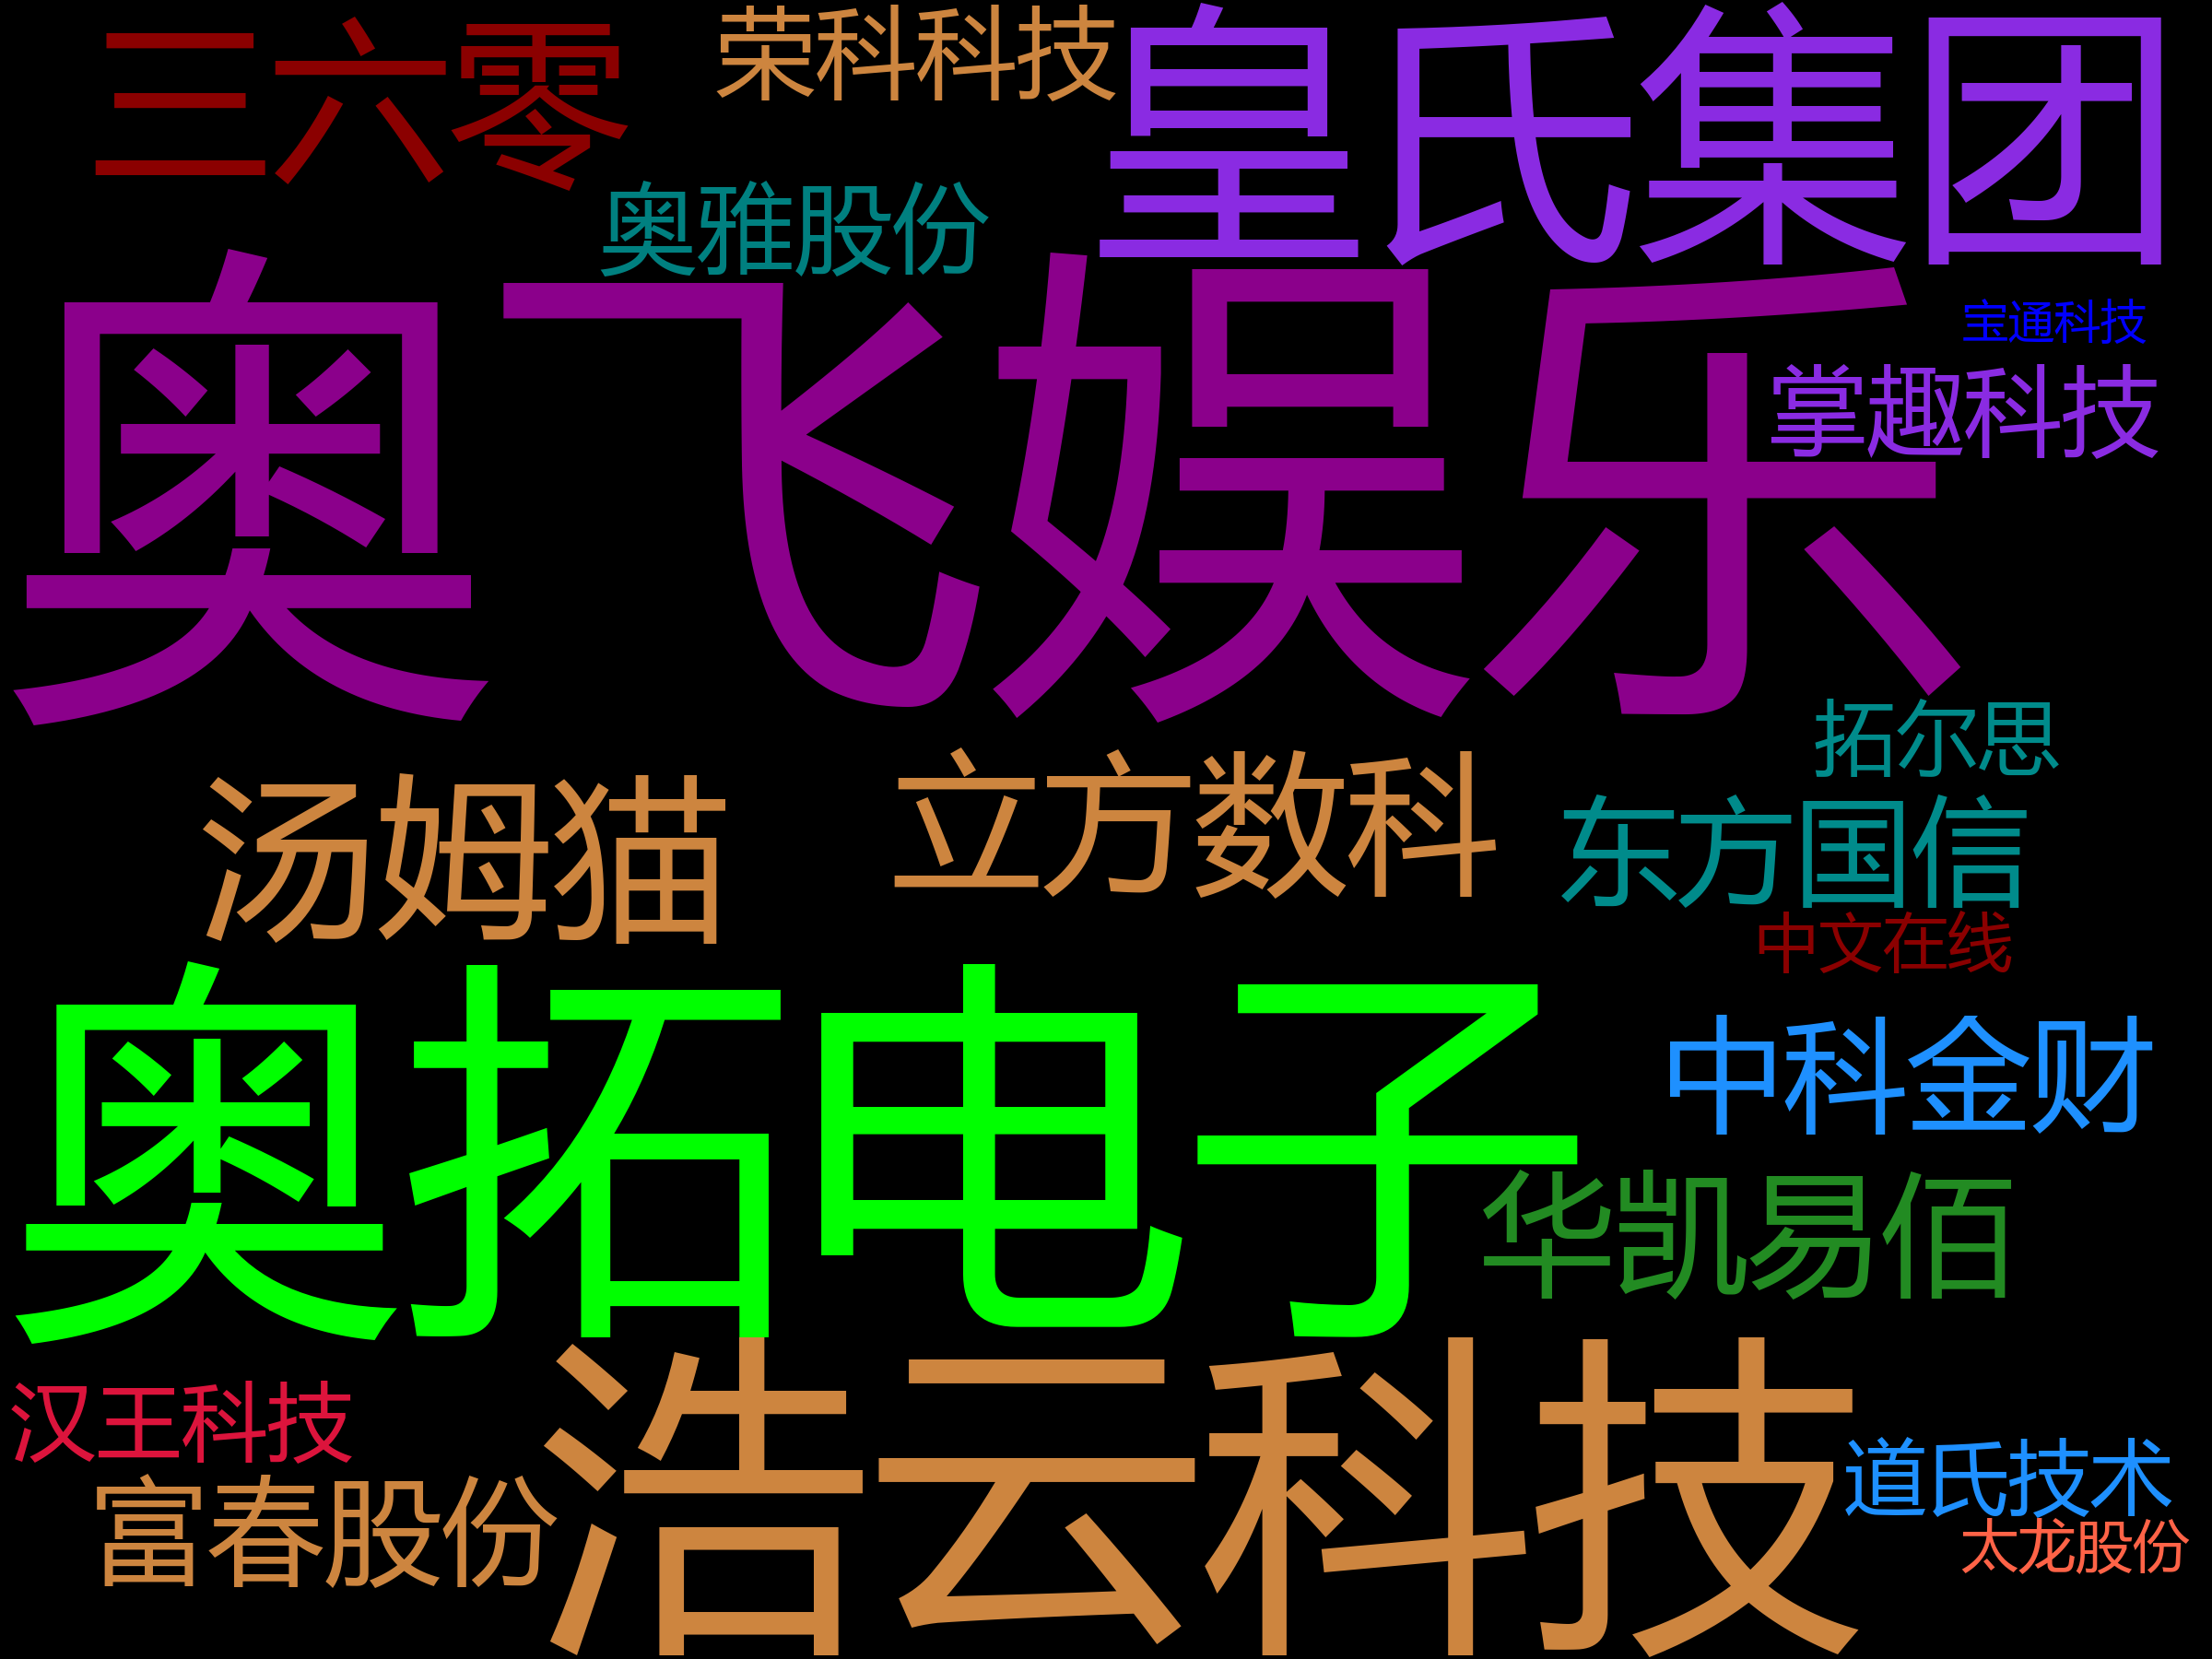 三六零
荣科科技
皇氏集团
奥雅股份
奥飞娱乐
宝通科技
掌趣科技
拓尔思
汤姆猫
立方数科
东方国信
中文在线
奥拓电子
中科金财
华凯易佰
汉王科技
浩云科技
道氏技术
富春股份
天龙股份